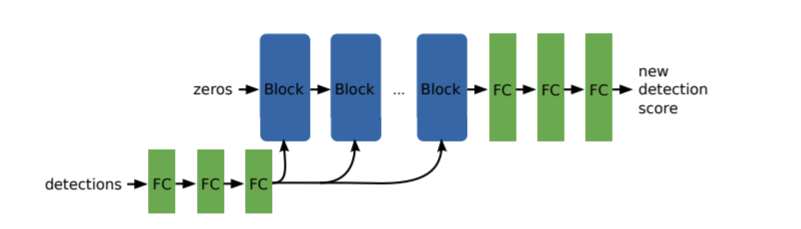 zeros
Block
Block
...
Block
FC
FC
FC
new
detection
score
detections
FC
FC
FC